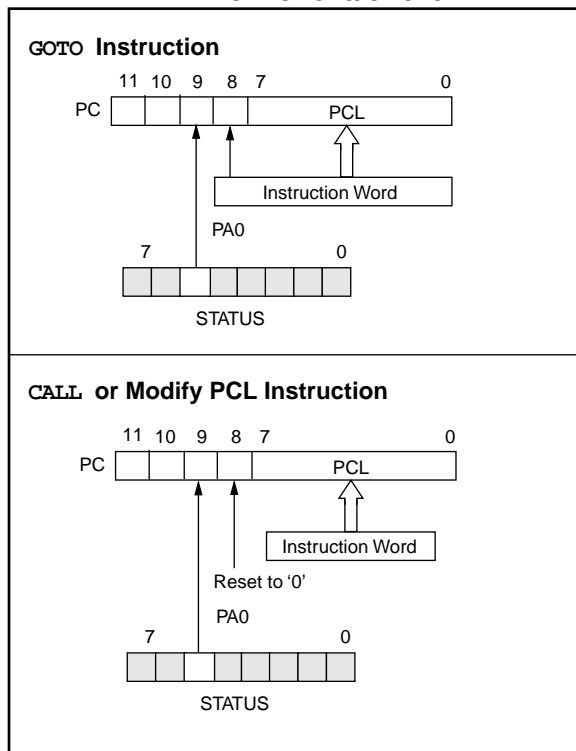 GOTO Instruction
11 10 9 8 7 0
PC PCL
Instruction Word
PA0
7 0
STATUS
CALL or Modify PCL Instruction
11 10 9 8 7 0
PC PCL
Instruction Word
Reset to ‘0’
PA0
7 0
STATUS